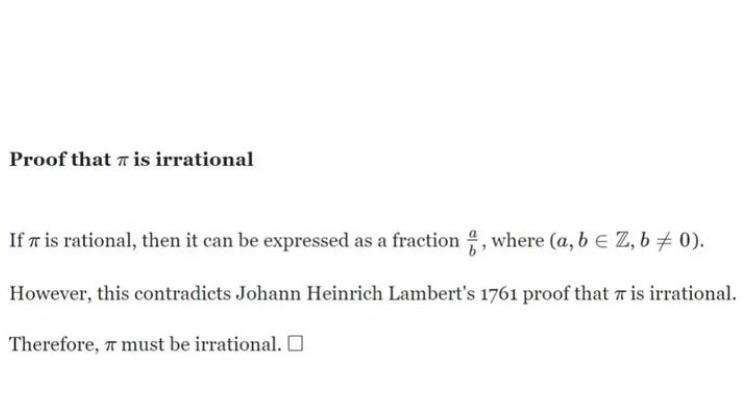 Proof that π is irrational
If π is rational, then it can be expressed as a fraction a/b, where (a, b ∈ ℤ, b ≠ 0).
However, this contradicts Johann Heinrich Lambert's 1761 proof that π is irrational.
Therefore, π must be irrational. □